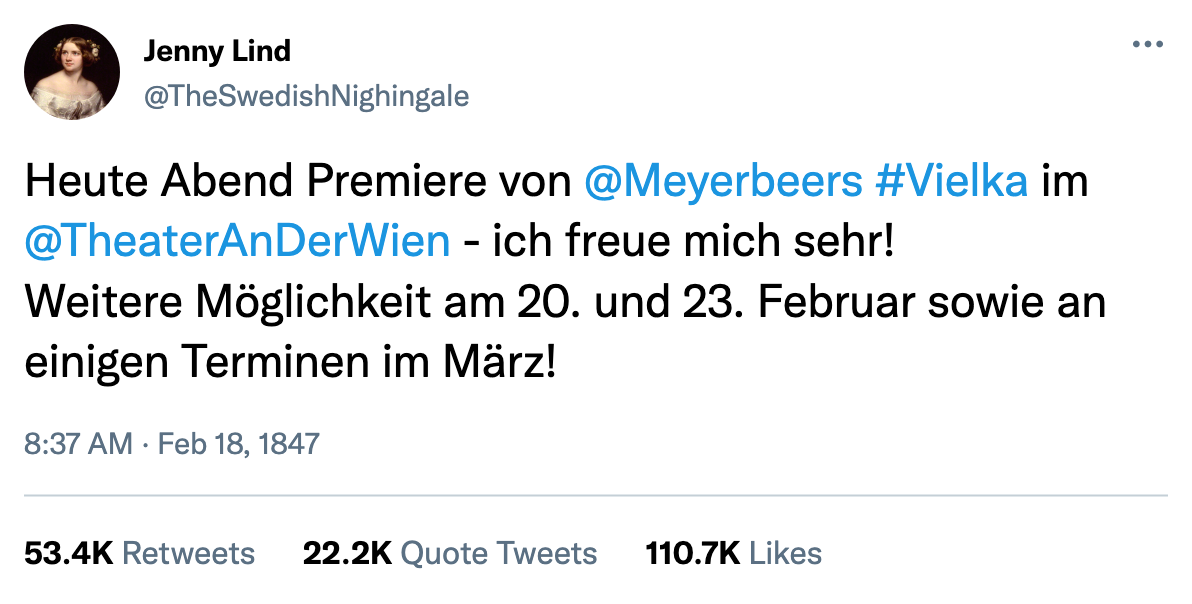 Jenny Lind
@TheSwedishNighingale
Heute Abend Premiere von @Meyerbeers #Vielka im
@TheaterAnDerWien - ich freue mich sehr!
Weitere Möglichkeit am 20. und 23. Februar sowie an
einigen Terminen im März!
8:37 AM · Feb 18, 1847
53.4K Retweets 22.2K Quote Tweets 110.7K Likes